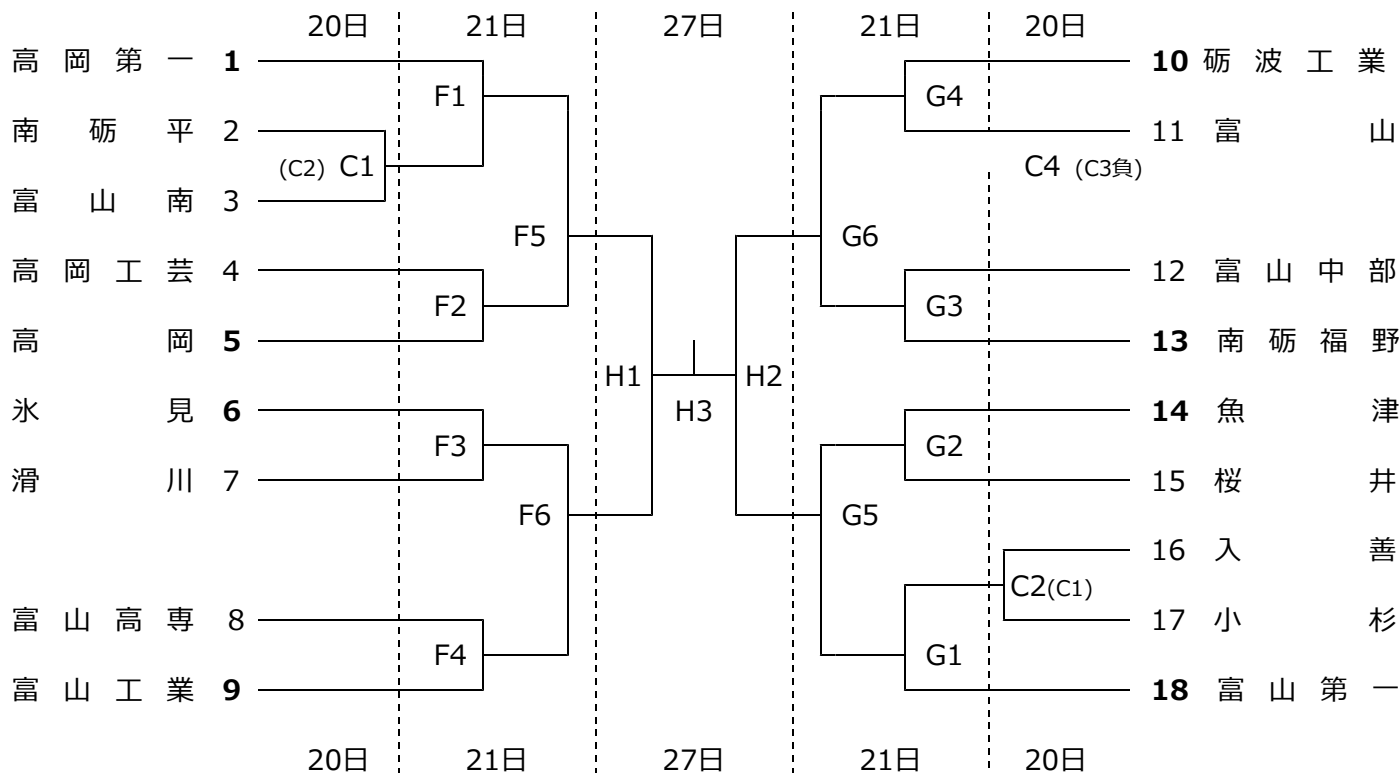 20日 21日 27日 21日 20日
高岡第一 1 10 砺波工業
F1 G4
南砺平 2 11 富山
(C2) C1 C4 (C3負)
富山南 3
F5 G6
高岡工芸 4 12 富山中部
F2 G3
高岡 5 13 南砺福野
H1 H2
氷見 6 H3 14 魚津
F3 G2
滑川 7 15 桜井
F6 G5
16 入善
C2(C1)
富山高専 8 17 小杉
F4 G1
富山工業 9 18 富山第一
20日 21日 27日 21日 20日